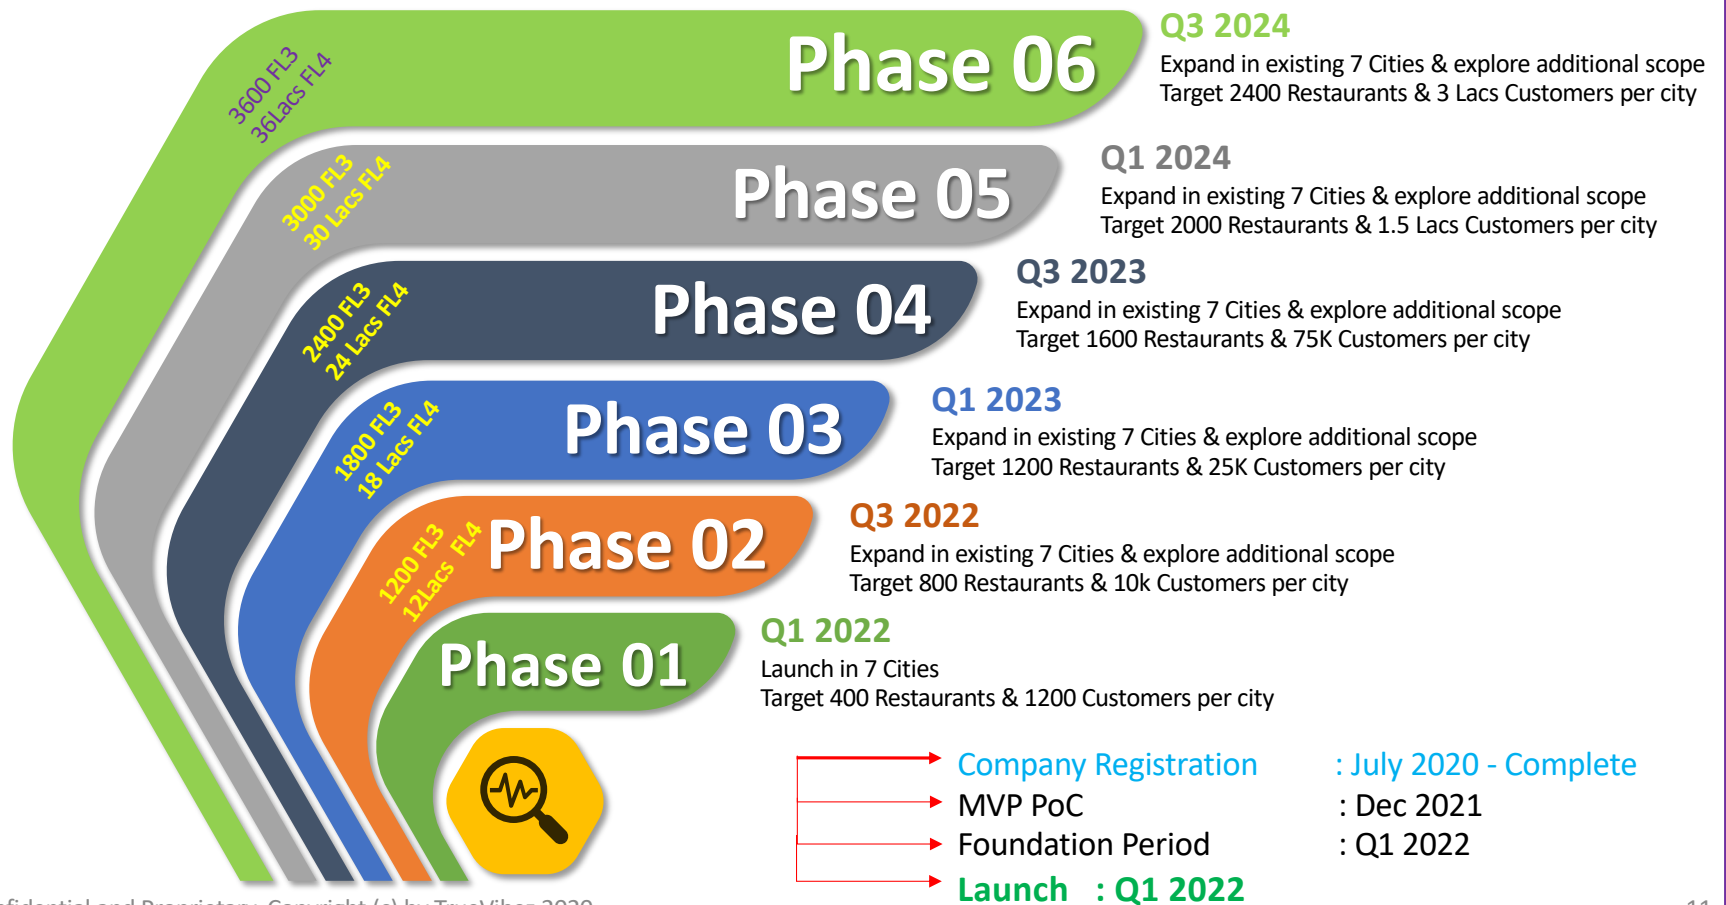 Phase 06
3600 FL3
36Lacs FL4
Q3 2024
Expand in existing 7 Cities & explore additional scope
Target 2400 Restaurants & 3 Lacs Customers per city
Phase 05
3000 FL3
30 Lacs FL4
Q1 2024
Expand in existing 7 Cities & explore additional scope
Target 2000 Restaurants & 1.5 Lacs Customers per city
Phase 04
2400 FL3
24 Lacs FL4
Q3 2023
Expand in existing 7 Cities & explore additional scope
Target 1600 Restaurants & 75K Customers per city
Phase 03
1800 FL3
18 Lacs FL4
Q1 2023
Expand in existing 7 Cities & explore additional scope
Target 1200 Restaurants & 25K Customers per city
Phase 02
1200 FL3
12Lacs FL4
Q3 2022
Expand in existing 7 Cities & explore additional scope
Target 800 Restaurants & 10k Customers per city
Phase 01
Q1 2022
Launch in 7 Cities
Target 400 Restaurants & 1200 Customers per city
Company Registration : July 2020 - Complete
MVP PoC : Dec 2021
Foundation Period : Q1 2022
Launch : Q1 2022